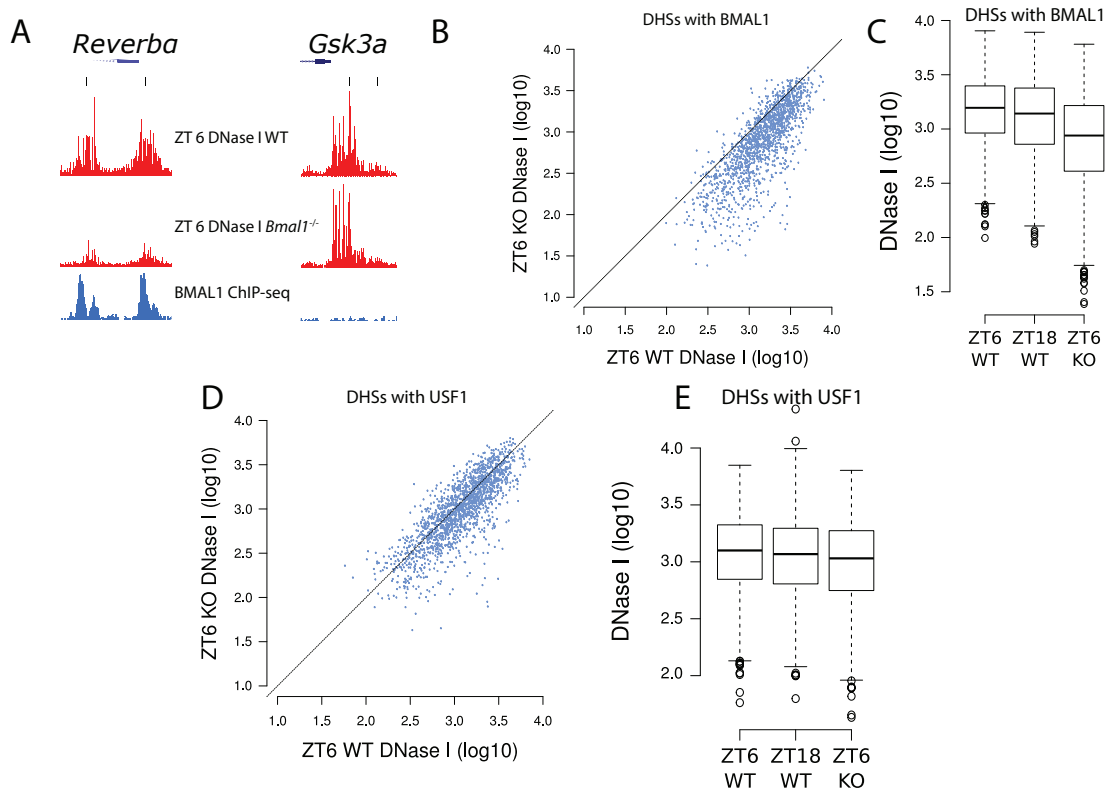 A
Reverbα
Gsk3a
ZT 6 DNase I WT
ZT 6 DNase I Bmal1-/-
BMAL1 ChIP-seq
B
DHSs with BMAL1
ZT6 KO DNase I (log10)
4.0
3.5
3.0
2.5
2.0
1.5
1.0
1.0 1.5 2.0 2.5 3.0 3.5 4.0
ZT6 WT DNase I (log10)
C
DHSs with BMAL1
DNase I (log10)
4.0
3.5
3.0
2.5
2.0
1.5
ZT6 ZT18 ZT6
WT WT KO
D
DHSs with USF1
ZT6 KO DNase I (log10)
4.0
3.5
3.0
2.5
2.0
1.5
1.0
1.0 1.5 2.0 2.5 3.0 3.5 4.0
ZT6 WT DNase I (log10)
E
DHSs with USF1
DNase I (log10)
4.0
3.5
3.0
2.5
2.0
ZT6 ZT18 ZT6
WT WT KO